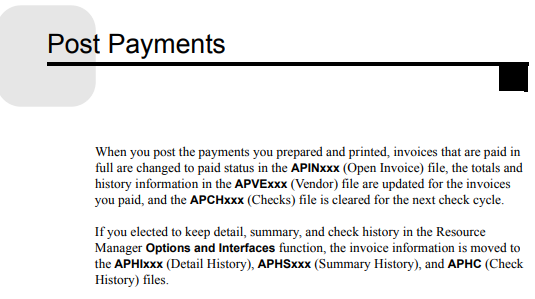 Post Payments
When you post the payments you prepared and printed, invoices that are paid in
full are changed to paid status in the APINxxx (Open Invoice) file, the totals and
history information in the APVExxx (Vendor) file are updated for the invoices
you paid, and the APCHxxx (Checks) file is cleared for the next check cycle.
If you elected to keep detail, summary, and check history in the Resource
Manager Options and Interfaces function, the invoice information is moved to
the APHIxxx (Detail History), APHSxxx (Summary History), and APHC (Check
History) files.